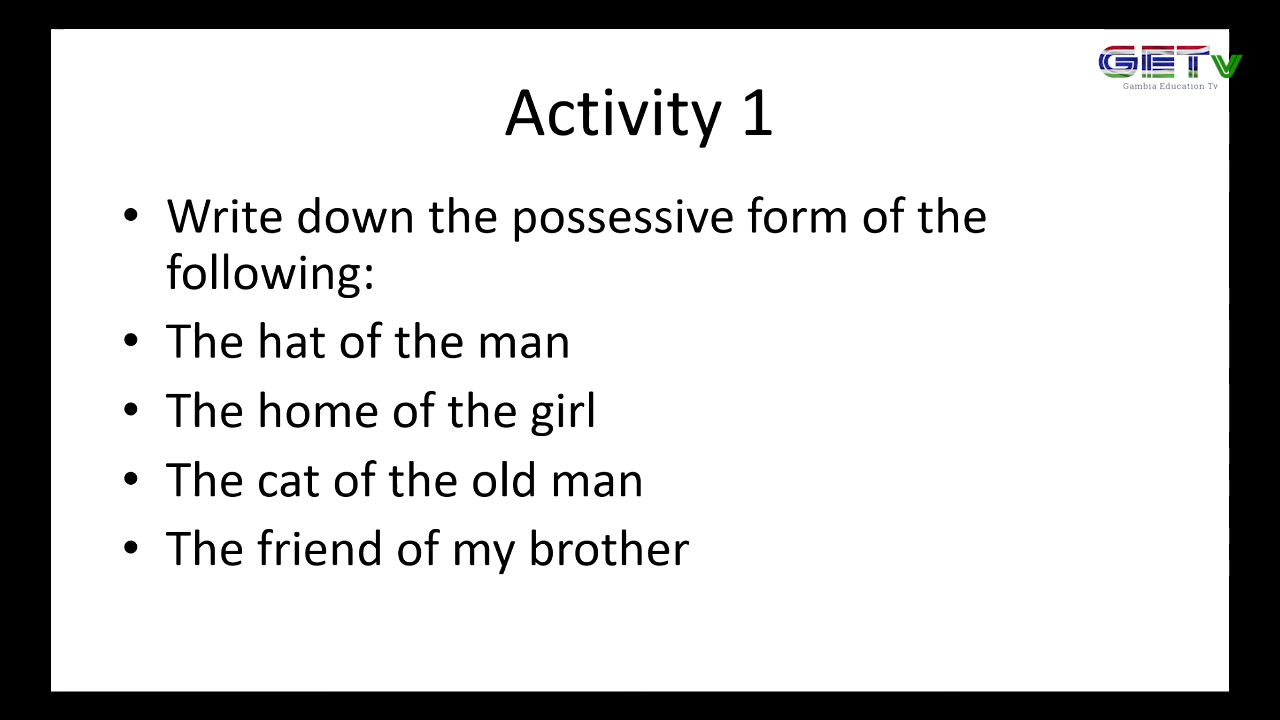 GETv
Gambia Education Tv
Activity 1
• Write down the possessive form of the
following:
• The hat of the man
• The home of the girl
• The cat of the old man
• The friend of my brother